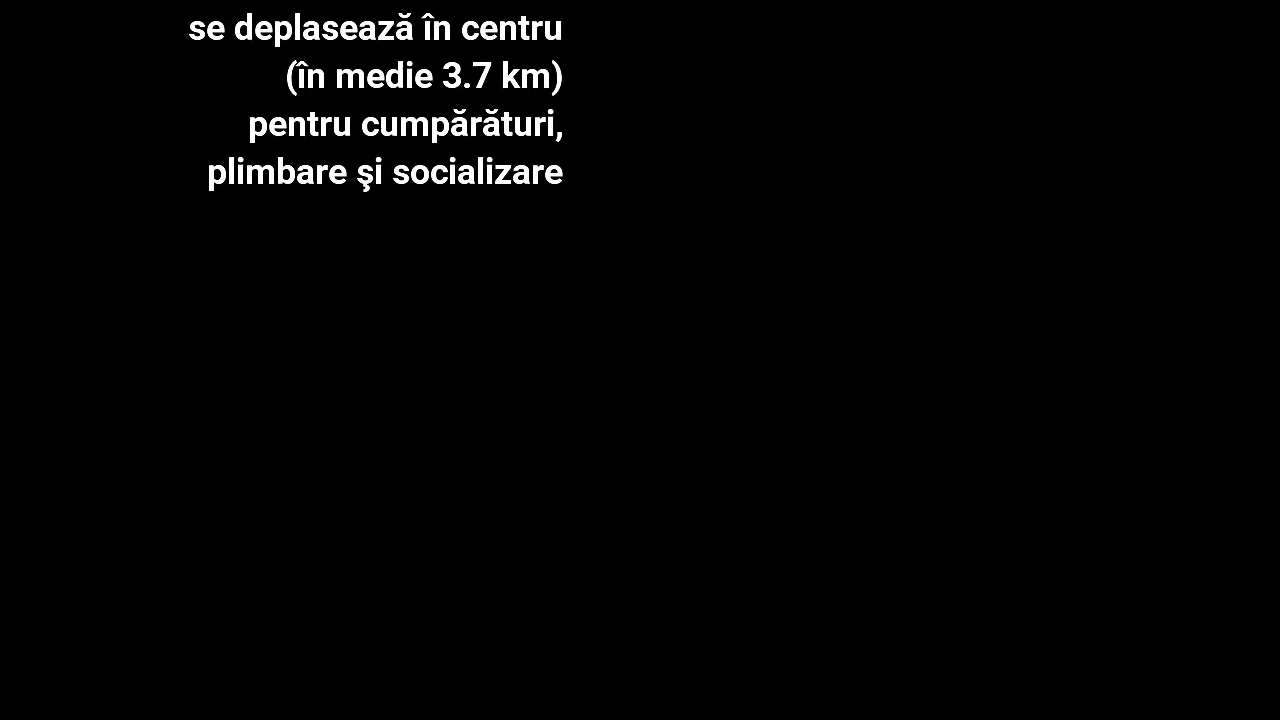 se deplasează în centru
(în medie 3.7 km)
pentru cumpărături,
plimbare şi socializare